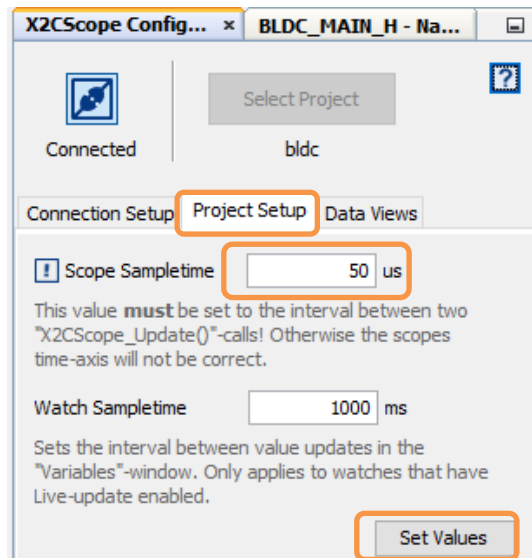 X2CScope Config... × BLDC_MAIN_H - Na...
?
Select Project
Connected bldc
Connection Setup Project Setup Data Views
! Scope Sampletime 50 us
This value must be set to the interval between two
"X2CScope_Update()"-calls! Otherwise the scopes
time-axis will not be correct.
Watch Sampletime 1000 ms
Sets the interval between value updates in the
"Variables"-window. Only applies to watches that have
Live-update enabled.
Set Values